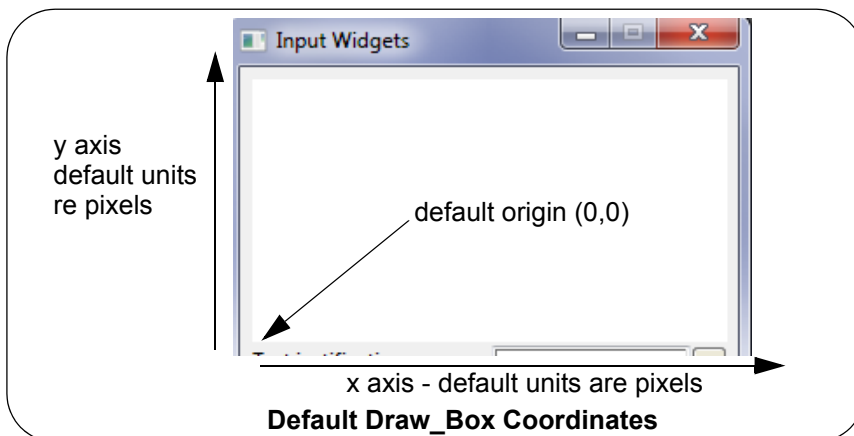 Input Widgets
y axis
default units
re pixels
default origin (0,0)
x axis - default units are pixels
Default Draw_Box Coordinates